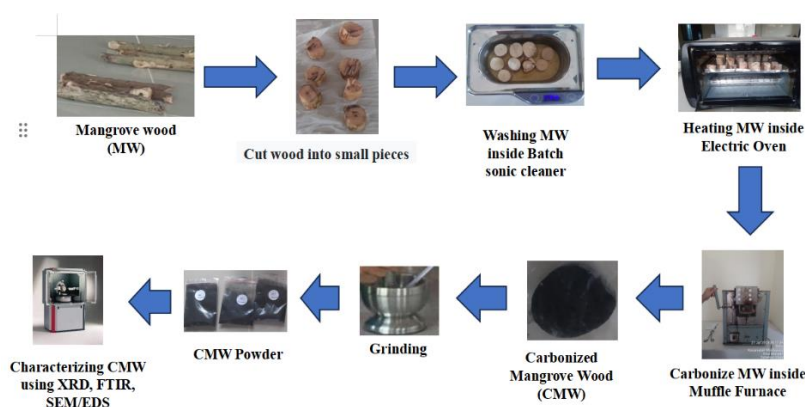 Mangrove wood
(MW)
Cut wood into small pieces
Washing MW
inside Batch
sonic cleaner
Heating MW inside
Electric Oven
Carbonize MW inside
Muffle Furnace
Carbonized
Mangrove Wood
(CMW)
Grinding
CMW Powder
Characterizing CMW
using XRD, FTIR,
SEM/EDS